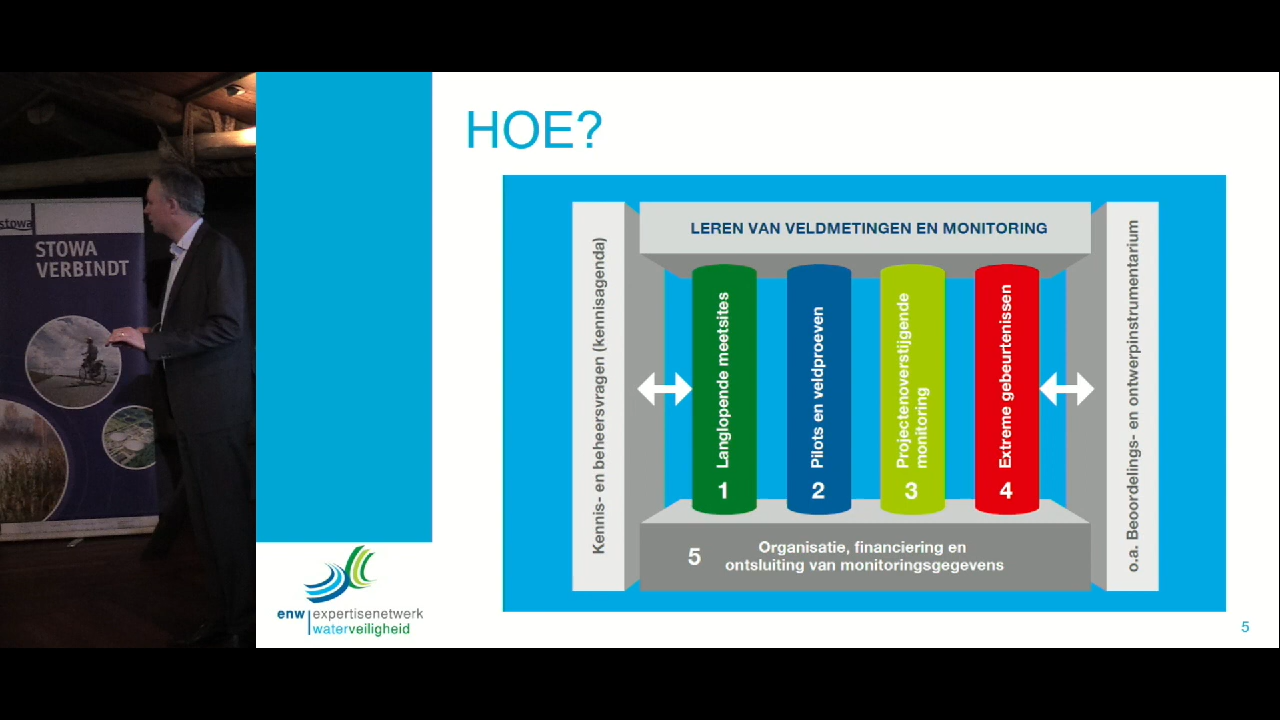 stowa
STOWA
VERBINDT
HOE?
LEREN VAN VELDMETINGEN EN MONITORING
Kennis- en beheersvragen (kennisagenda)
Langlopende meetsites
1
Pilots en veldproeven
2
Projectenoverstijgende
monitoring
3
Extreme gebeurtenissen
4
o.a. Beoordelings- en ontwerpinstrumentarium
5
Organisatie, financiering en
ontsluiting van monitoringsgegevens
enw expertisenetwerk
waterveiligheid
5